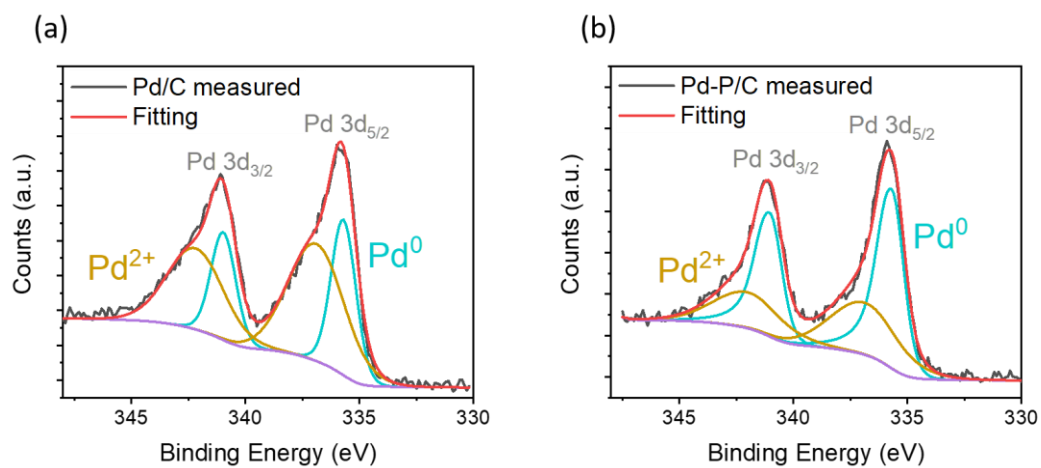 (a)
Pd/C measured
Fitting
Pd 3d5/2
Pd 3d3/2
Pd2+
Pd0
Counts (a.u.)
345
340
335
330
Binding Energy (eV)
(b)
Pd-P/C measured
Fitting
Pd 3d5/2
Pd 3d3/2
Pd2+
Pd0
Counts (a.u.)
345
340
335
330
Binding Energy (eV)